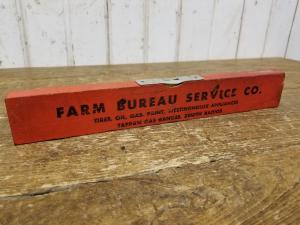 FARM BUREAU SERVICE CO.
TIRES, OIL, GAS, PAINT, WESTINGHOUSE APPLIANCES
TAPPAN GAS RANGES, ZENITH RADIOS